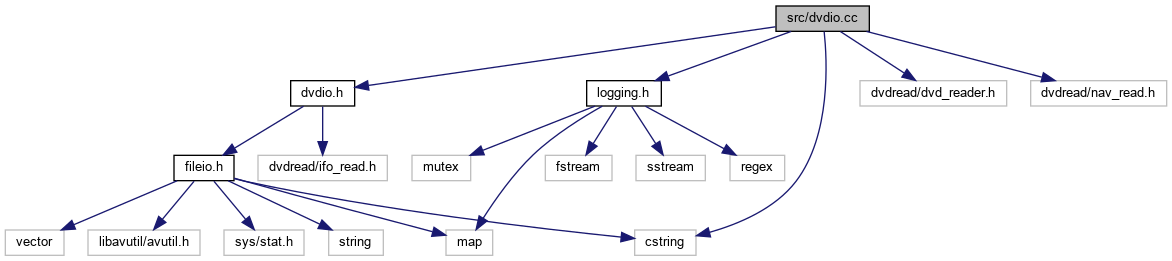 src/dvdio.cc
dvdio.h
logging.h
dvdread/dvd_reader.h
dvdread/nav_read.h
fileio.h
dvdread/ifo_read.h
mutex
fstream
sstream
regex
vector
libavutil/avutil.h
sys/stat.h
string
map
cstring